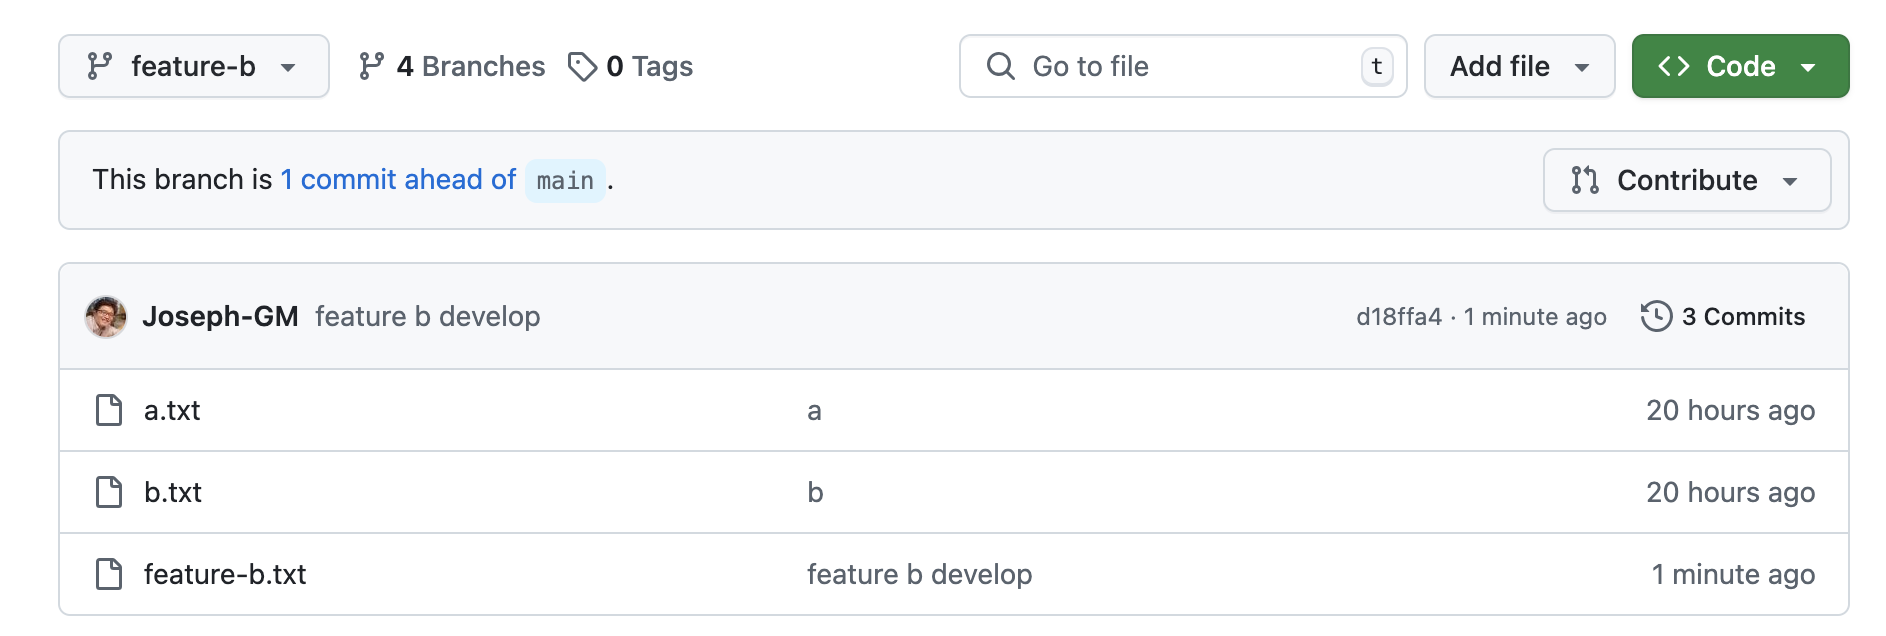 feature-b 4 Branches 0 Tags Go to file t Add file Code
This branch is 1 commit ahead of main . Contribute
Joseph-GM feature b develop d18ffa4 · 1 minute ago 3 Commits
a.txt a 20 hours ago
b.txt b 20 hours ago
feature-b.txt feature b develop 1 minute ago